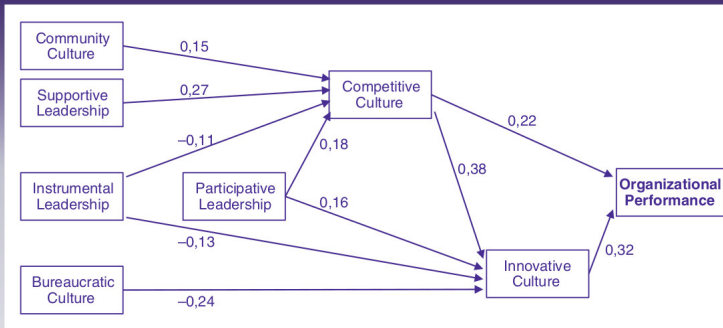 Community
Culture
0,15
Supportive
Leadership
0,27
Competitive
Culture
–0,11
0,18
0,22
Instrumental
Leadership
Participative
Leadership
0,38
Organizational
Performance
0,16
–0,13
0,32
Innovative
Culture
Bureaucratic
Culture
–0,24